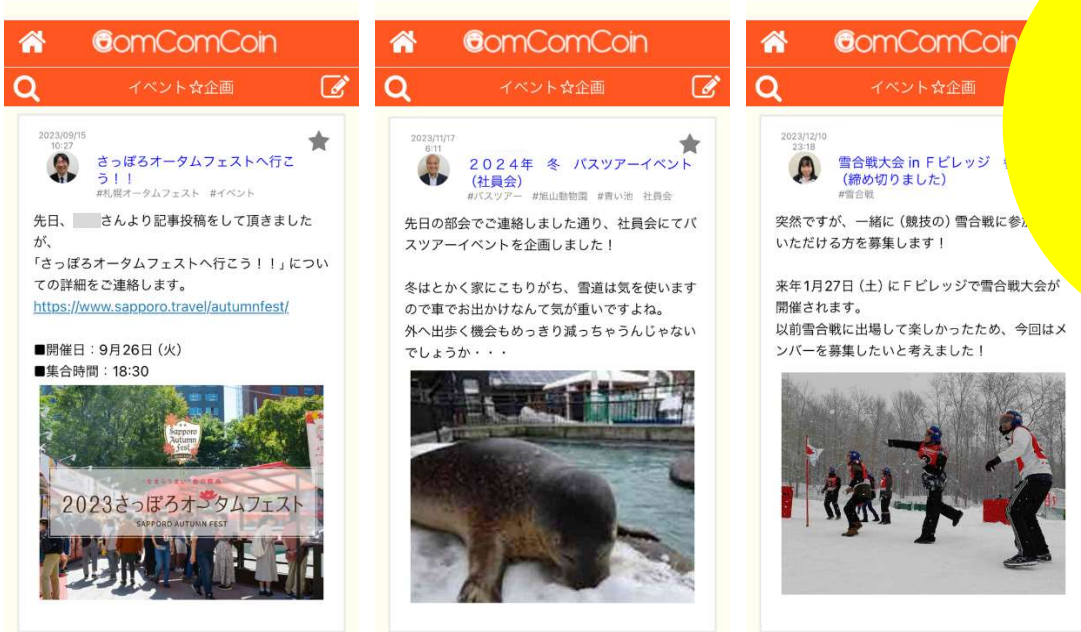 ComComCoin
イベント☆企画
2023/09/15
10:27
さっぽろオータムフェストへ行こ
う！！
#札幌オータムフェスト #イベント
先日、 さんより記事投稿をして頂きました
が、
「さっぽろオータムフェストへ行こう！！」につい
ての詳細をご連絡します。
https://www.sapporo.travel/autumnfest/
■開催日：9月26日（火）
■集合時間：18:30
Sapporo
Autumn
Fest
2023さっぽろオータムフェスト
SAPPORO AUTUMN FEST
ComComCoin
イベント☆企画
2023/11/17
6:11
２０２４年　冬　バスツアーイベント
（社員会）
#バスツアー #旭山動物園 #青い池 社員会
先日の部会でご連絡しました通り、社員会にてバ
スツアーイベントを企画しました！
冬はとかく家にこもりがち、雪道は気を使います
ので車でお出かけなんて気が重いですよね。
外へ出歩く機会もめっきり減っちゃうんじゃない
でしょうか・・・
ComComCoin
イベント☆企画
2023/12/10
23:18
雪合戦大会 in Ｆビレッジ
（締め切りました）
#雪合戦
突然ですが、一緒に（競技の）雪合戦に参
いただける方を募集します！
来年1月27日（土）にＦビレッジで雪合戦大会が
開催されます。
以前雪合戦に出場して楽しかったため、今回はメ
ンバーを募集したいと考えました！